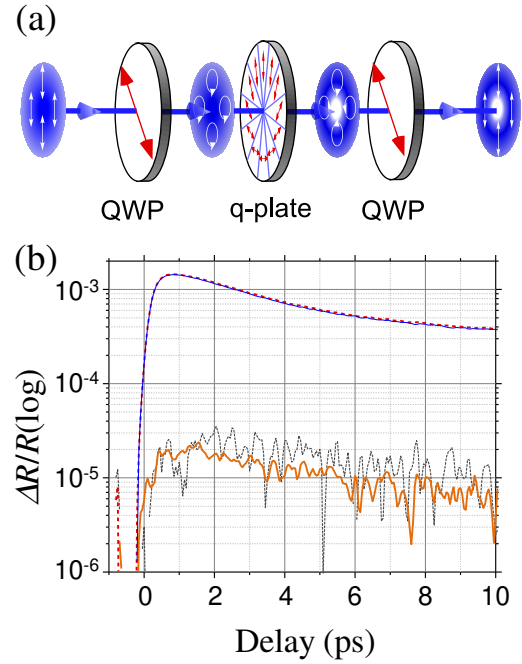 (a)
QWP q-plate QWP
(b)
ΔR/R(log)
10⁻³
10⁻⁴
10⁻⁵
10⁻⁶
0 2 4 6 8 10
Delay (ps)